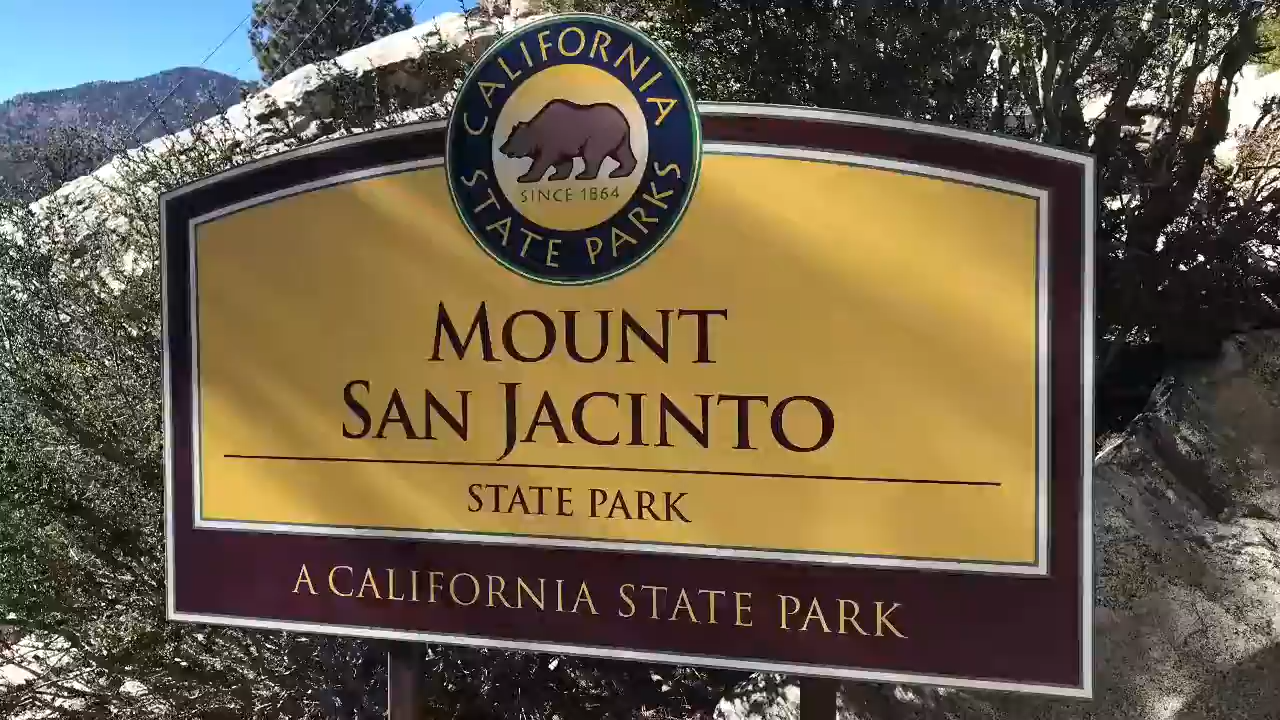 CALIFORNIA
SINCE 1864
STATE PARKS
MOUNT
SAN JACINTO
STATE PARK
A CALIFORNIA STATE PARK